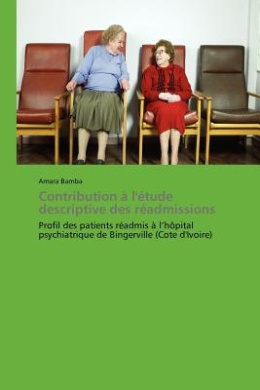 Amara Bamba
Contribution à l'étude
descriptive des réadmissions
Profil des patients réadmis à l'hôpital
psychiatrique de Bingerville (Cote d'Ivoire)